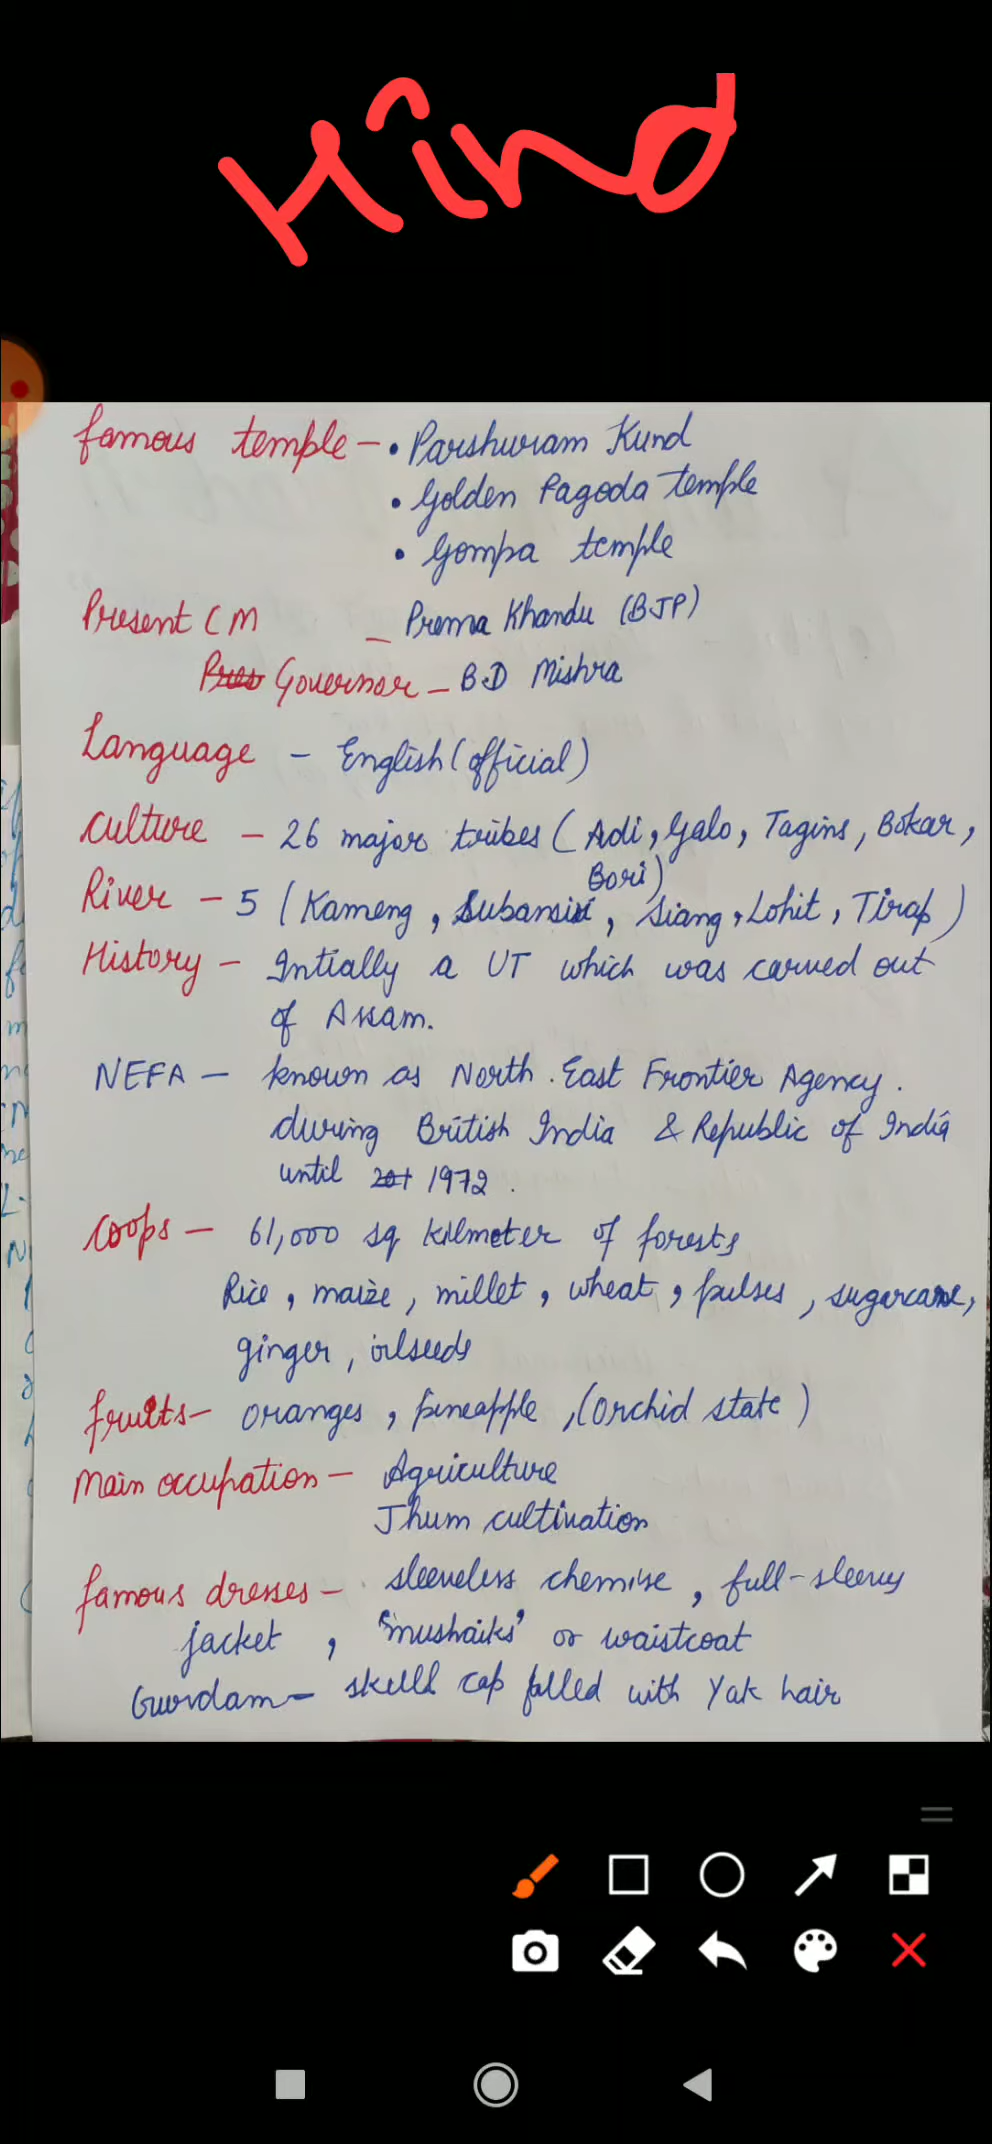 Hind
famous temple - • Parshuram Kund
• Golden Pagoda temple
• Gompa temple
Present CM - Prema Khandu (BJP)
Pres Governor - B.D Mishra
Language - English (official)
culture - 26 major tribes (Adi, Galo, Tagins, Bokar,
Bori)
River - 5 (Kameng, Subansiri, Siang, Lohit, Tirap)
History - Intially a UT which was carved out
of Assam.
NEFA - known as North East Frontier Agency.
during British India & Republic of India
until 201 1972.
Coops - 61,000 sq kilmeter of forests
Rice, maize, millet, wheat, pulses, sugarcane,
ginger, oilseeds
fruits - oranges, pineapple, (Orchid state)
Main occupation - Agriculture
Jhum cultivation
famous dresses - sleeveless chemise, full-sleeves
jacket, "mushaiks" or waistcoat
Gurdam - skull cap falled with Yak hair